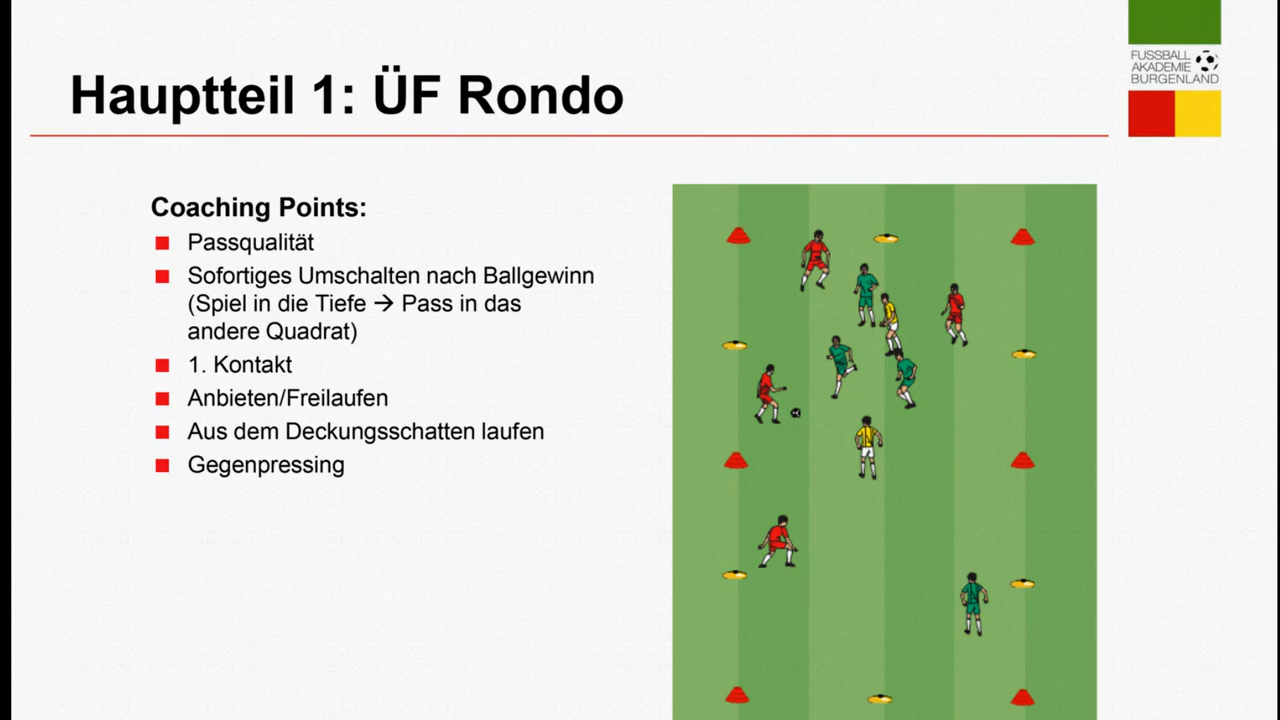 Hauptteil 1: ÜF Rondo
FUSSBALL
AKADEMIE
BURGENLAND
Coaching Points:
Passqualität
Sofortiges Umschalten nach Ballgewinn
(Spiel in die Tiefe → Pass in das
andere Quadrat)
1. Kontakt
Anbieten/Freilaufen
Aus dem Deckungsschatten laufen
Gegenpressing